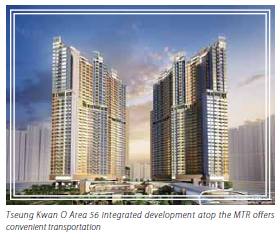 Tseung Kwan O Area 56 integrated development atop the MTR offers
convenient transportation